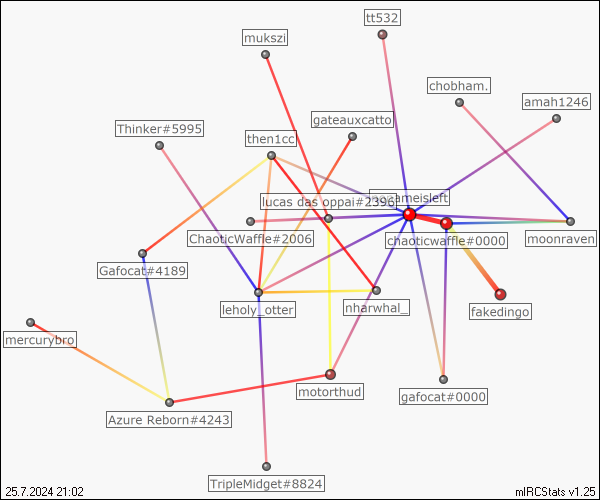 tt532
mukszi
chobham.
amah1246
gateauxcatto
Thinker#5995
then1cc
ameisleft
lucas das oppai#2396
ChaoticWaffle#2006
chaoticwaffle#0000
moonraven
Gafocat#4189
leholy_otter
nharwhal_
fakedingo
mercurybro
motorthud
gafocat#0000
Azure Reborn#4243
TripleMidget#8824
25.7.2024 21:02
mIRCStats v1.25